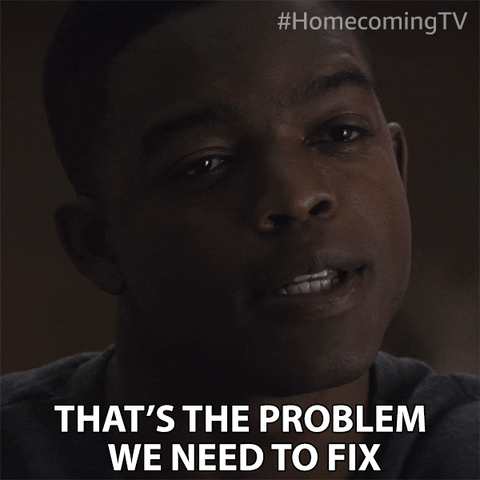 #HomecomingTV
THAT'S THE PROBLEM
WE NEED TO FIX